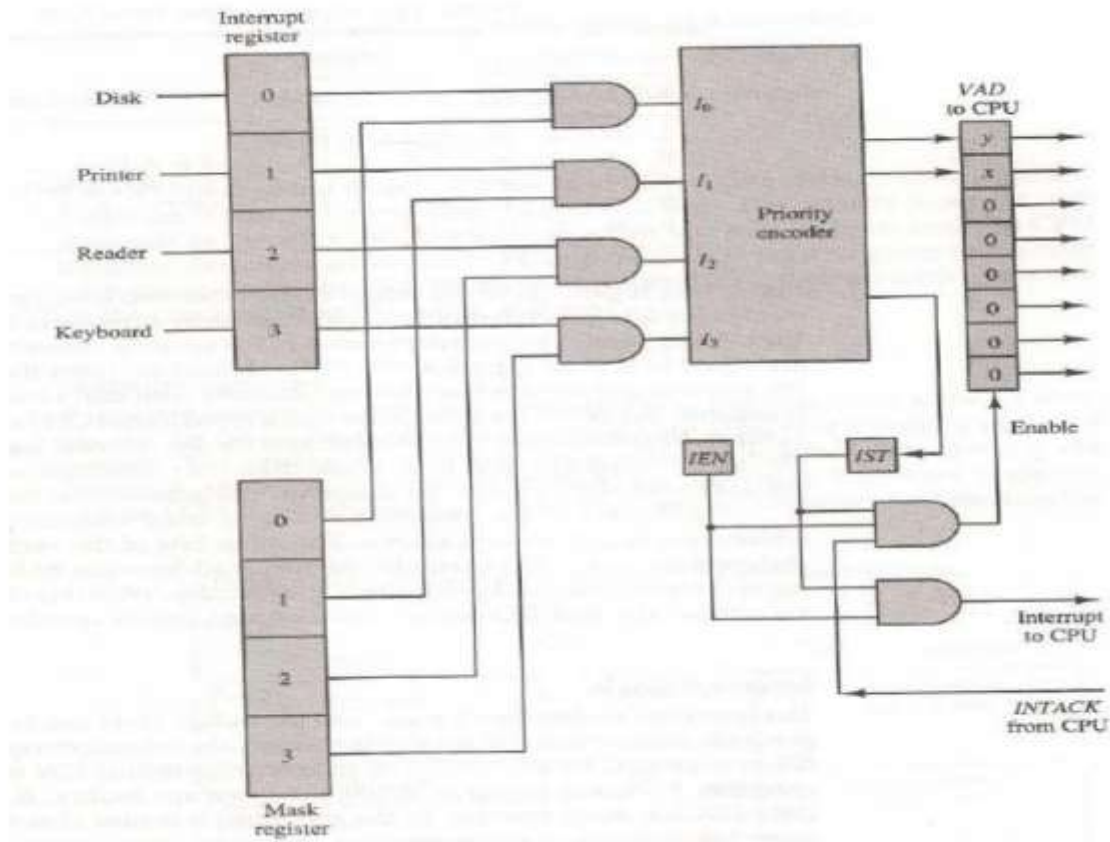 Interrupt
register
Disk
0
Printer
1
Reader
2
Keyboard
3
I0
I1
I2
I3
Priority
encoder
VAD
to CPU
y
x
0
0
0
0
0
0
Enable
IEN
IST
0
1
2
3
Mask
register
Interrupt
to CPU
INTACK
from CPU